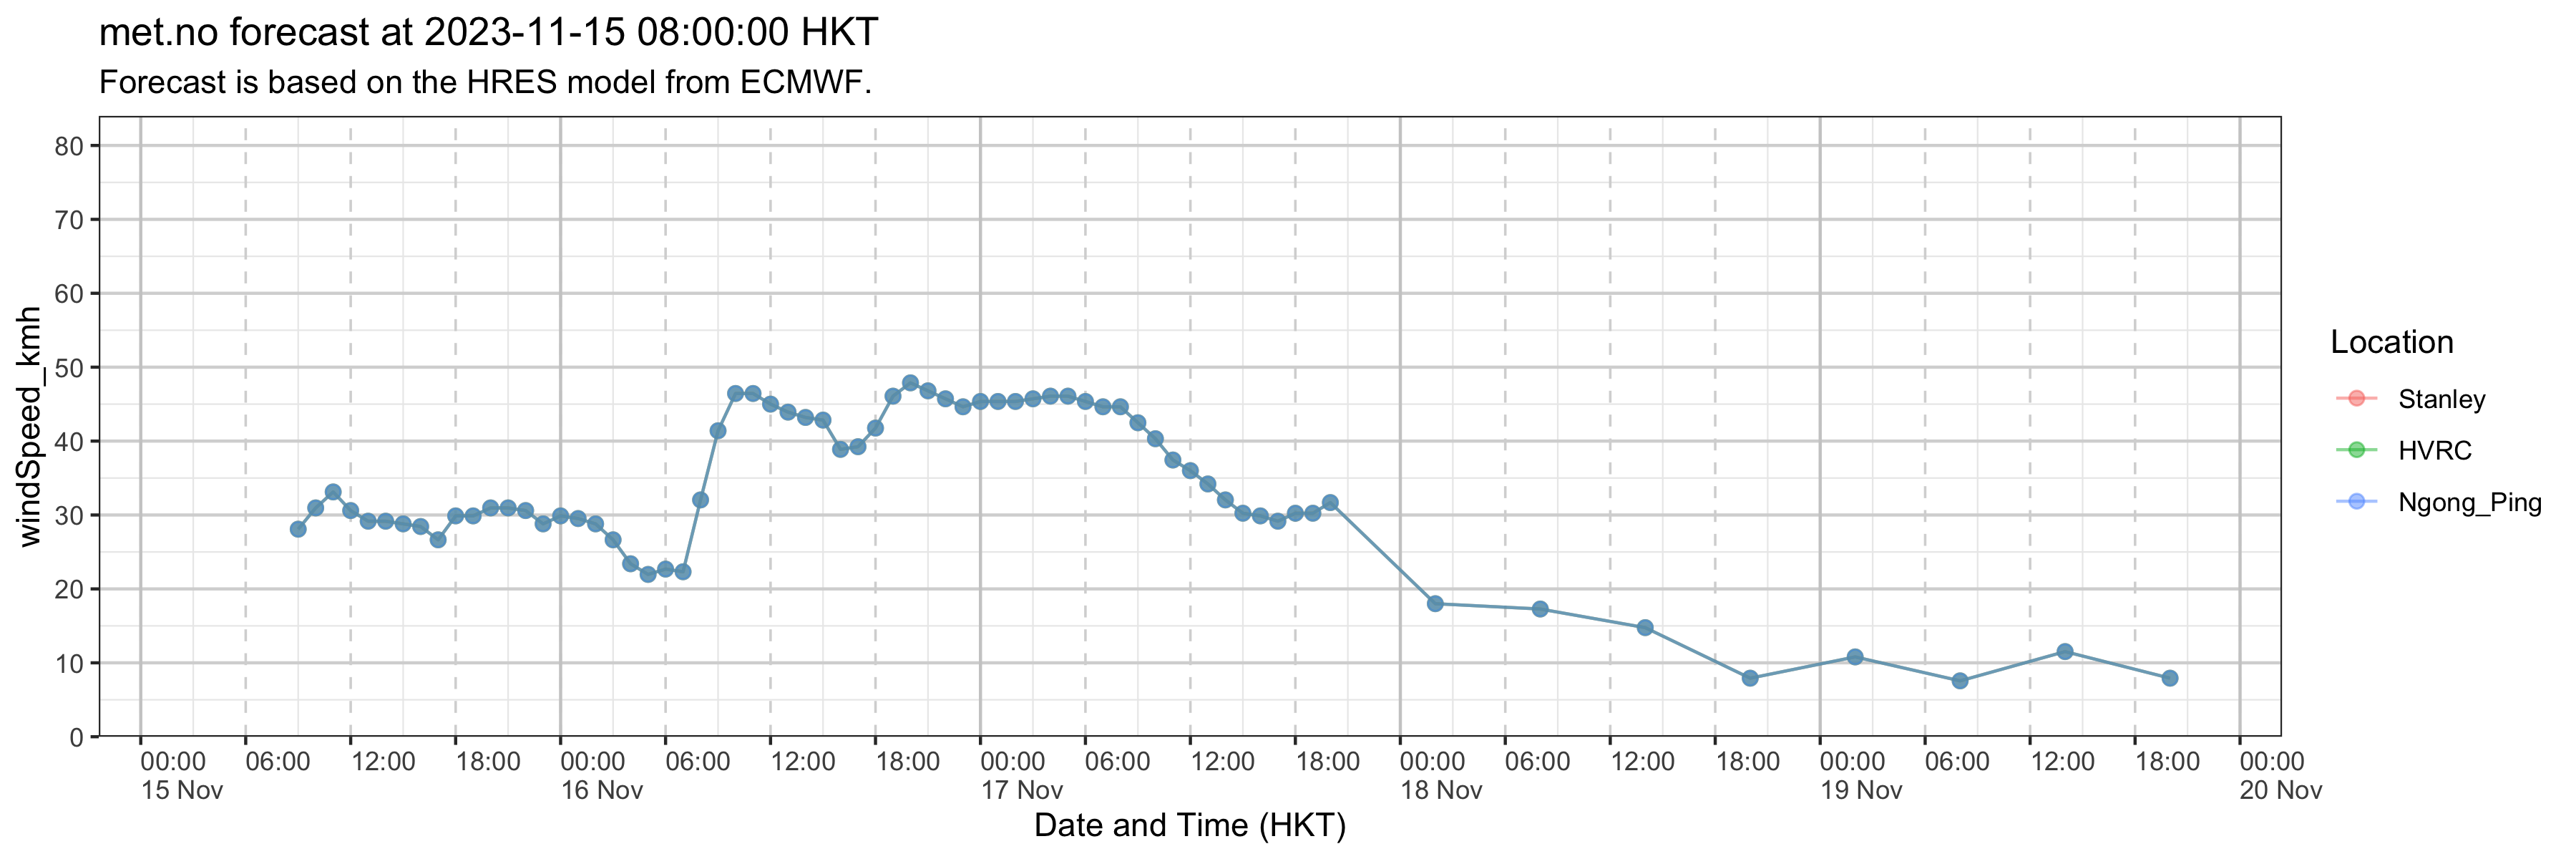 met.no forecast at 2023-11-15 08:00:00 HKT
Forecast is based on the HRES model from ECMWF.
windSpeed_kmh
80
70
60
50
40
30
20
10
0
00:00 06:00 12:00 18:00 00:00 06:00 12:00 18:00 00:00 06:00 12:00 18:00 00:00 06:00 12:00 18:00 00:00 06:00 12:00 18:00 00:00
15 Nov 16 Nov 17 Nov 18 Nov 19 Nov 20 Nov
Date and Time (HKT)
Location
Stanley
HVRC
Ngong_Ping